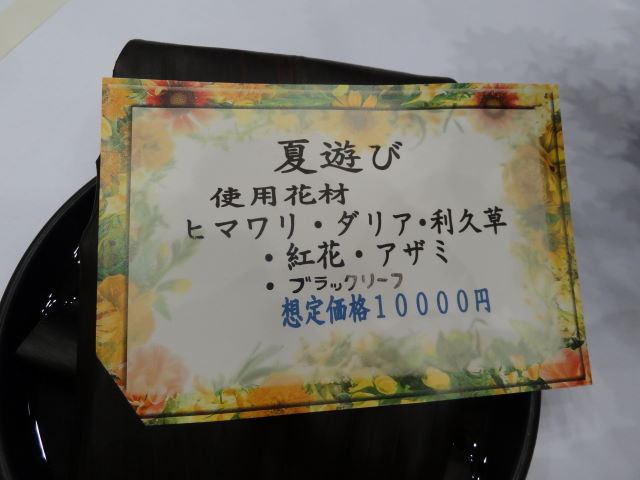 夏遊び
使用花材
ヒマワリ・ダリア・利久草
・紅花・アザミ
・ブラックリーフ
想定価格10000円